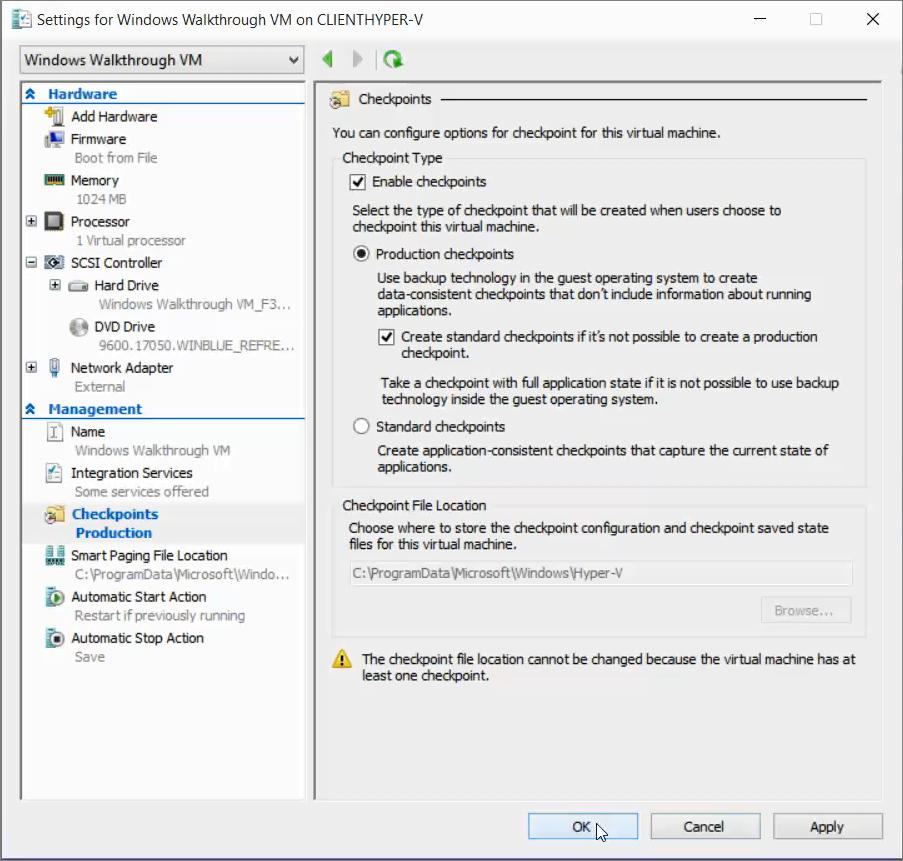 Settings for Windows Walkthrough VM on CLIENTHYPER-V
Windows Walkthrough VM
Hardware
Add Hardware
Firmware
Boot from File
Memory
1024 MB
Processor
1 Virtual processor
SCSI Controller
Hard Drive
Windows Walkthrough VM_F3...
DVD Drive
9600.17050.WINBLUE_REFRE...
Network Adapter
External
Management
Name
Windows Walkthrough VM
Integration Services
Some services offered
Checkpoints
Production
Smart Paging File Location
C:\ProgramData\Microsoft\Windo...
Automatic Start Action
Restart if previously running
Automatic Stop Action
Save
Checkpoints
You can configure options for checkpoint for this virtual machine.
Checkpoint Type
Enable checkpoints
Select the type of checkpoint that will be created when users choose to
checkpoint this virtual machine.
Production checkpoints
Use backup technology in the guest operating system to create
data-consistent checkpoints that don't include information about running
applications.
Create standard checkpoints if it's not possible to create a production
checkpoint.
Take a checkpoint with full application state if it is not possible to use backup
technology inside the guest operating system.
Standard checkpoints
Create application-consistent checkpoints that capture the current state of
applications.
Checkpoint File Location
Choose where to store the checkpoint configuration and checkpoint saved state
files for this virtual machine.
C:\ProgramData\Microsoft\Windows\Hyper-V
Browse...
The checkpoint file location cannot be changed because the virtual machine has at
least one checkpoint.
OK
Cancel
Apply